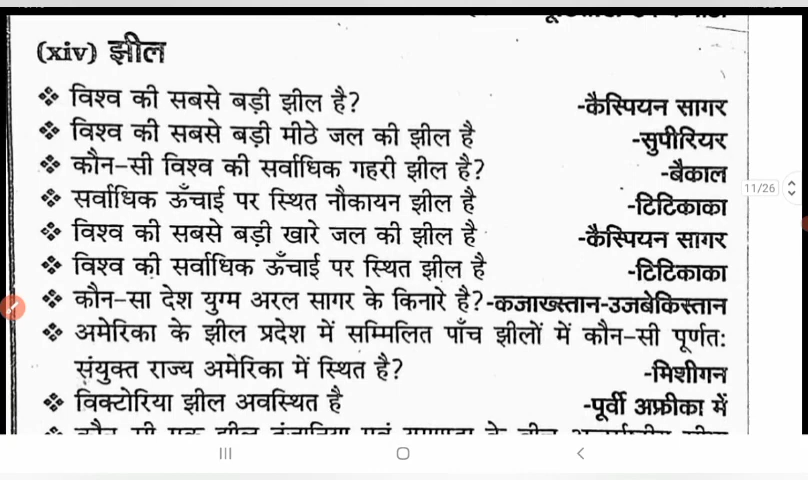 (xiv) झील
❖ विश्व की सबसे बड़ी झील है? -कैस्पियन सागर
❖ विश्व की सबसे बड़ी मीठे जल की झील है -सुपीरियर
❖ कौन-सी विश्व की सर्वाधिक गहरी झील है? -बैकाल
❖ सर्वाधिक ऊँचाई पर स्थित नौकायन झील है -टिटिकाका
❖ विश्व की सबसे बड़ी खारे जल की झील है -कैस्पियन सागर
❖ विश्व की सर्वाधिक ऊँचाई पर स्थित झील है -टिटिकाका
❖ कौन-सा देश युग्म अरल सागर के किनारे है?-कजाख्स्तान-उजबेकिस्तान
❖ अमेरिका के झील प्रदेश में सम्मिलित पाँच झीलों में कौन-सी पूर्णतः
संयुक्त राज्य अमेरिका में स्थित है? -मिशीगन
❖ विक्टोरिया झील अवस्थित है -पूर्वी अफ्रीका में
11/26